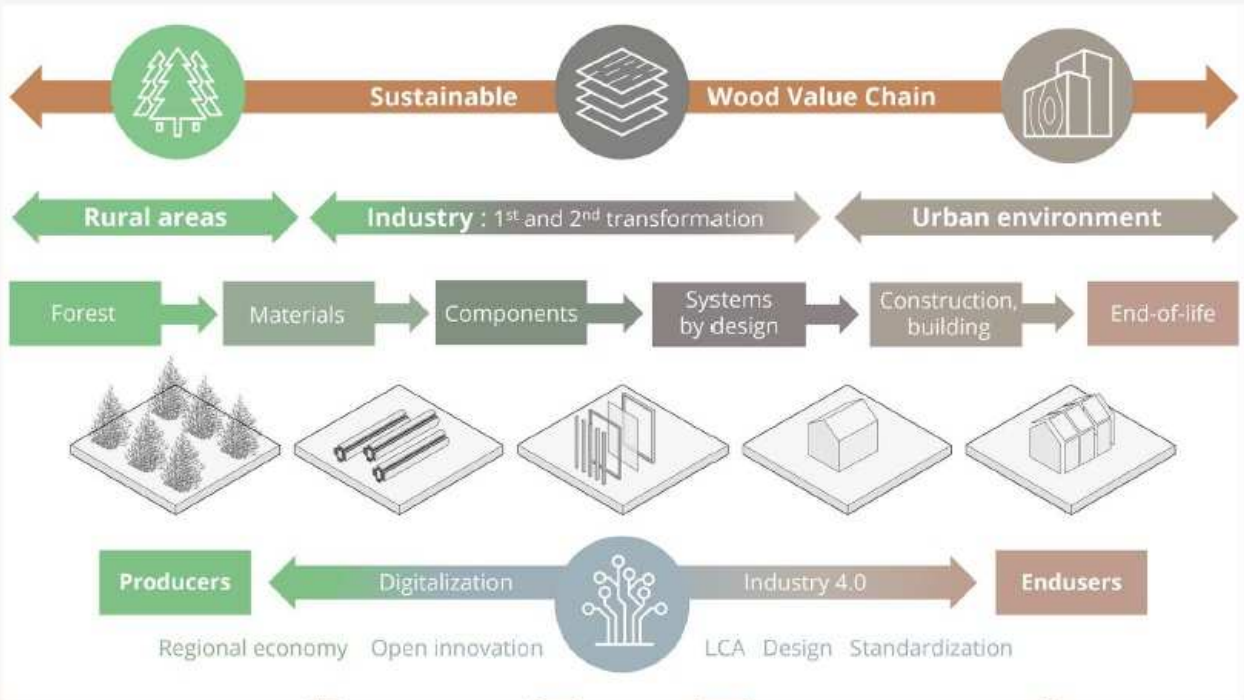 Sustainable Wood Value Chain
Rural areas
Industry : 1st and 2nd transformation
Urban environment
Forest
Materials
Components
Systems
by design
Construction,
building
End-of-life
Producers
Digitalization
Industry 4.0
Endusers
Regional economy Open innovation LCA Design Standardization